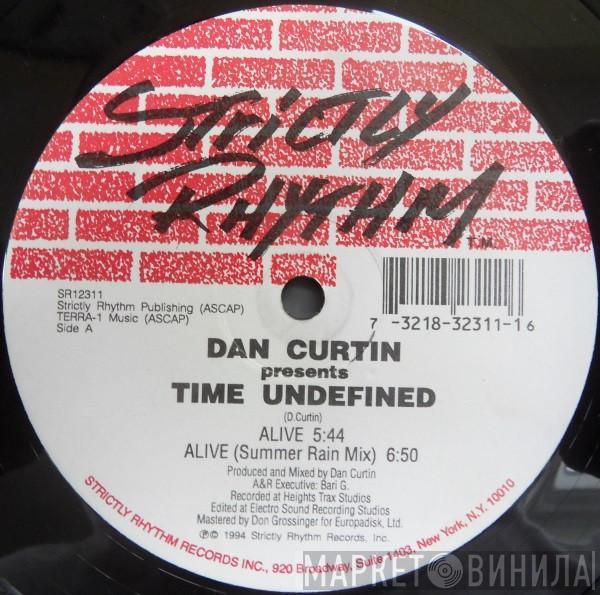 STRICTLY
RHYTHM
T.M.
SR12311
Strictly Rhythm Publishing (ASCAP)
TERRA-1 Music (ASCAP)
Side A
7 -3218-32311-1 6
DAN CURTIN
presents
TIME UNDEFINED
(D.Curtin)
ALIVE 5:44
ALIVE (Summer Rain Mix) 6:50
Produced and Mixed by Dan Curtin
A&R Executive: Bari G.
Recorded at Heights Trax Studios
Edited at Electro Sound Recording Studios
Mastered by Don Grossinger for Europadisk, Ltd.
℗© 1994 Strictly Rhythm Records, Inc.
STRICTLY RHYTHM RECORDS INC., 920 Broadway, Suite 1403, New York, N.Y. 10010
МАРКЕТ ВИНИЛА